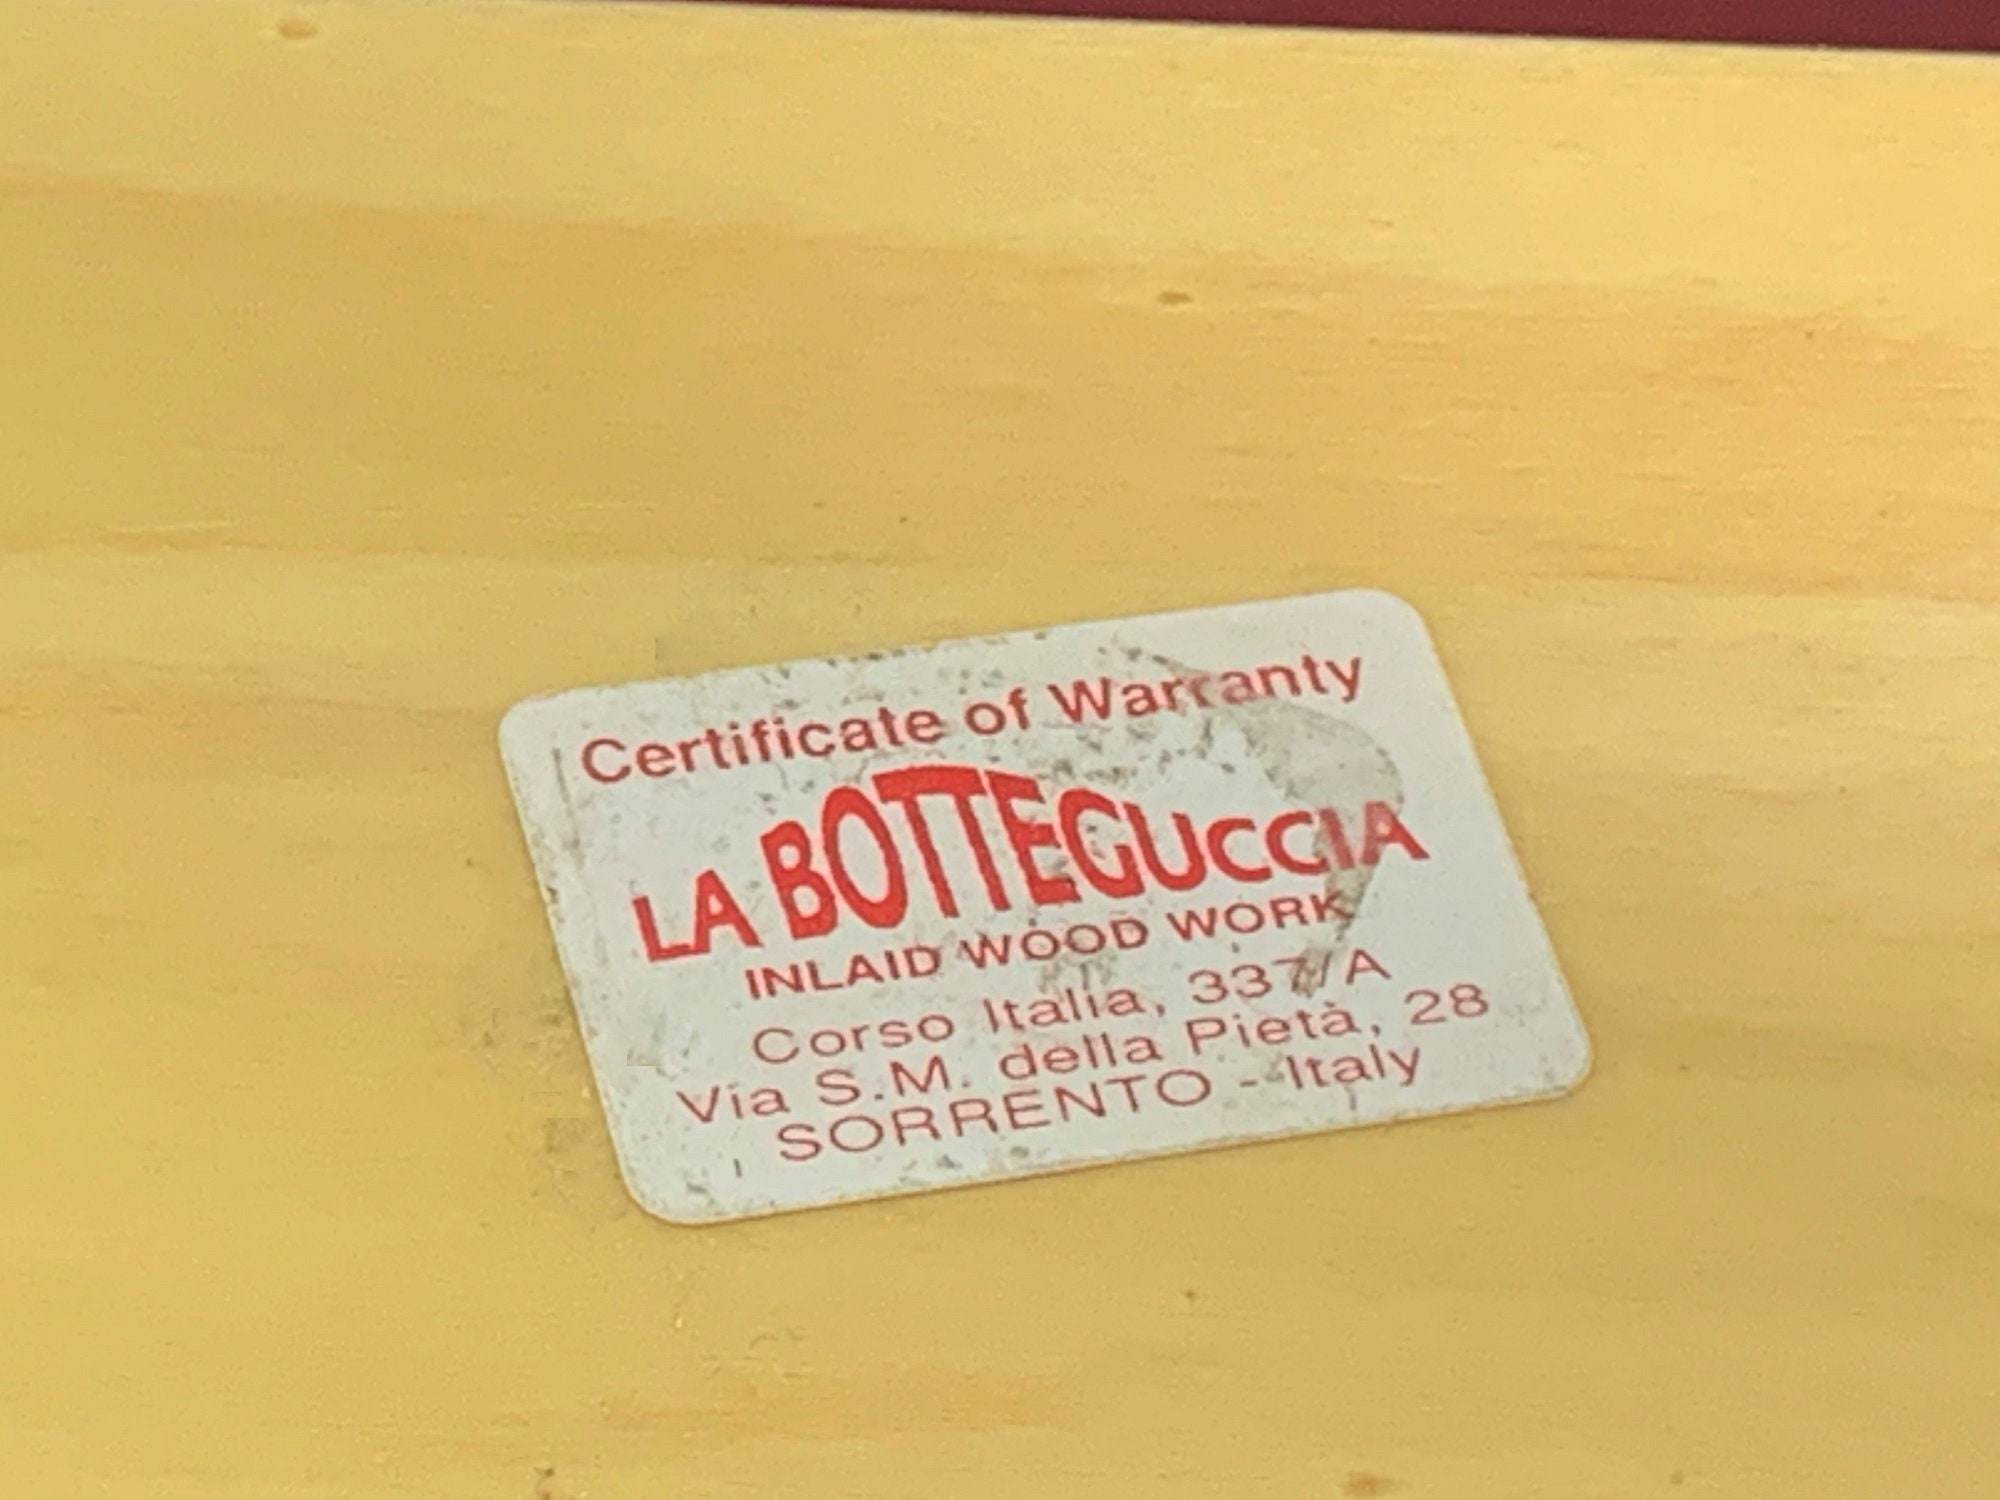 Certificate of Warranty
LA BOTTEGUCCIA
INLAID WOOD WORK
Corso Italia, 337/A
Via S.M. della Pietà, 28
SORRENTO - Italy